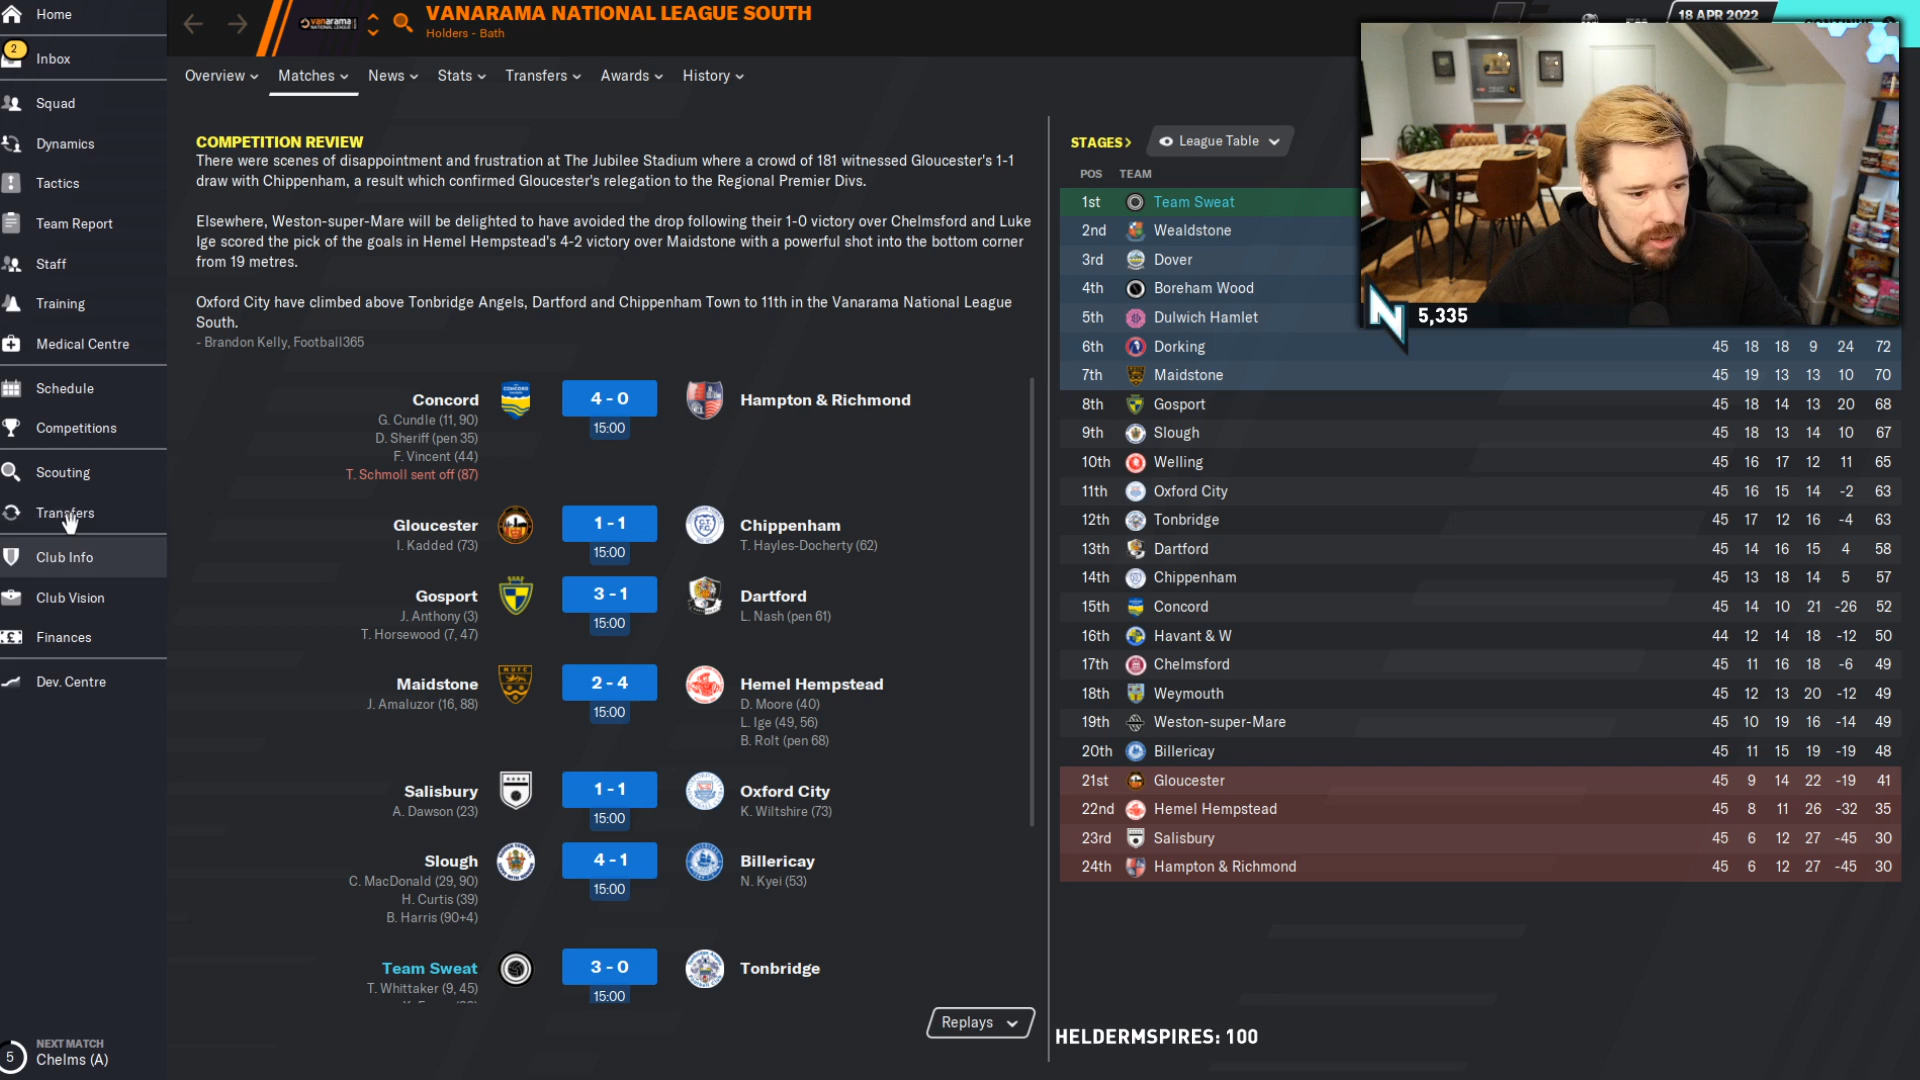 Home
2
Inbox
Squad
Dynamics
Tactics
Team Report
Staff
Training
Medical Centre
Schedule
Competitions
Scouting
Transfers
Club Info
Club Vision
Finances
Dev. Centre
5
NEXT MATCH
Chelms (A)
vanarama
VANARAMA NATIONAL LEAGUE SOUTH
Holders - Bath
18 APR 2022
Overview
Matches
News
Stats
Transfers
Awards
History
COMPETITION REVIEW
There were scenes of disappointment and frustration at The Jubilee Stadium where a crowd of 181 witnessed Gloucester's 1-1
draw with Chippenham, a result which confirmed Gloucester's relegation to the Regional Premier Divs.
Elsewhere, Weston-super-Mare will be delighted to have avoided the drop following their 1-0 victory over Chelmsford and Luke
Ige scored the pick of the goals in Hemel Hempstead's 4-2 victory over Maidstone with a powerful shot into the bottom corner
from 19 metres.
Oxford City have climbed above Tonbridge Angels, Dartford and Chippenham Town to 11th in the Vanarama National League
South.
- Brandon Kelly, Football365
Concord 4 - 0 Hampton & Richmond
G. Cundle (11, 90) 15:00
D. Sheriff (pen 35)
F. Vincent (44)
T. Schmoll sent off (87)
Gloucester 1 - 1 Chippenham
I. Kadded (73) 15:00 T. Hayles-Docherty (62)
Gosport 3 - 1 Dartford
J. Anthony (3) 15:00 L. Nash (pen 61)
T. Horsewood (7, 47)
Maidstone 2 - 4 Hemel Hempstead
J. Amaluzor (16, 88) 15:00 D. Moore (40)
L. Ige (49, 56)
B. Rolt (pen 68)
Salisbury 1 - 1 Oxford City
A. Dawson (23) 15:00 K. Wiltshire (73)
Slough 4 - 1 Billericay
C. MacDonald (29, 90) 15:00 N. Kyei (53)
H. Curtis (39)
B. Harris (90+4)
Team Sweat 3 - 0 Tonbridge
T. Whittaker (9, 45) 15:00
Replays
STAGES> League Table
POS TEAM
1st Team Sweat
2nd Wealdstone
3rd Dover
4th Boreham Wood
5th Dulwich Hamlet
6th Dorking 45 18 18 9 24 72
7th Maidstone 45 19 13 13 10 70
8th Gosport 45 18 14 13 20 68
9th Slough 45 18 13 14 10 67
10th Welling 45 16 17 12 11 65
11th Oxford City 45 16 15 14 -2 63
12th Tonbridge 45 17 12 16 -4 63
13th Dartford 45 14 16 15 4 58
14th Chippenham 45 13 18 14 5 57
15th Concord 45 14 10 21 -26 52
16th Havant & W 44 12 14 18 -12 50
17th Chelmsford 45 11 16 18 -6 49
18th Weymouth 45 12 13 20 -12 49
19th Weston-super-Mare 45 10 19 16 -14 49
20th Billericay 45 11 15 19 -19 48
21st Gloucester 45 9 14 22 -19 41
22nd Hemel Hempstead 45 8 11 26 -32 35
23rd Salisbury 45 6 12 27 -45 30
24th Hampton & Richmond 45 6 12 27 -45 30
N 5,335
HELDERMSPIRES: 100